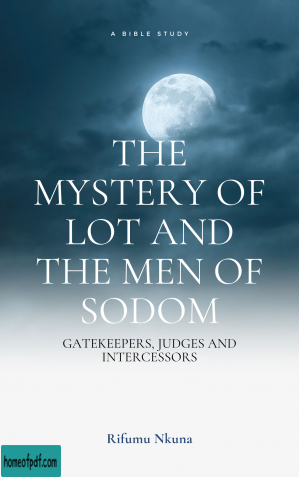 A BIBLE STUDY
THE
MYSTERY OF
LOT AND
THE MEN OF
SODOM
GATEKEEPERS, JUDGES AND
INTERCESSORS
Rifumu Nkuna
homeofpdf.com